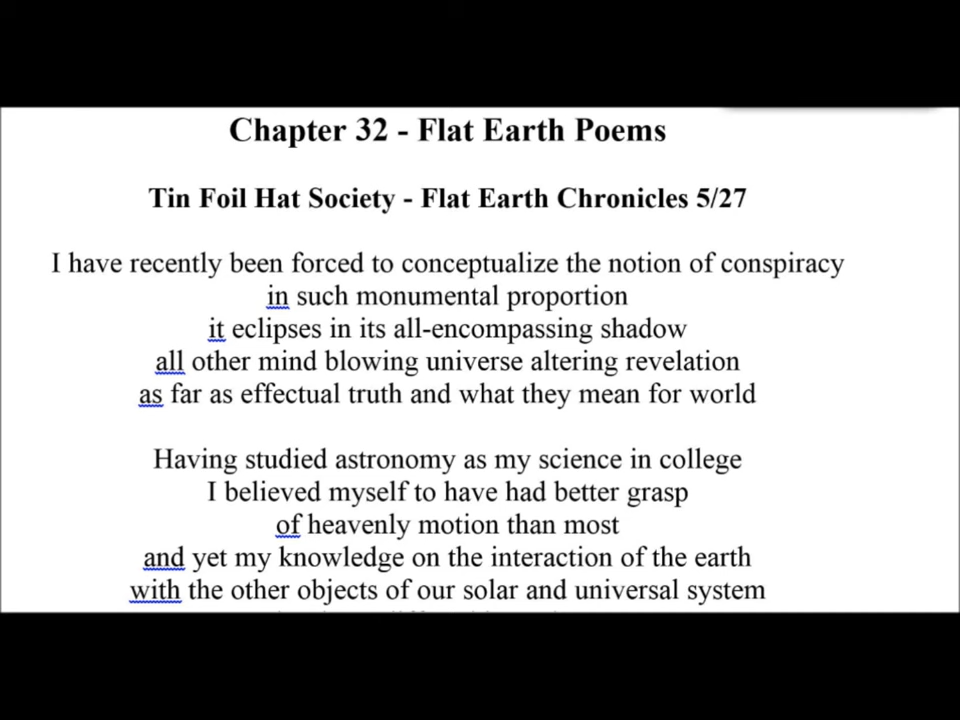 Chapter 32 - Flat Earth Poems
Tin Foil Hat Society - Flat Earth Chronicles 5/27
I have recently been forced to conceptualize the notion of conspiracy
in such monumental proportion
it eclipses in its all-encompassing shadow
all other mind blowing universe altering revelation
as far as effectual truth and what they mean for world
Having studied astronomy as my science in college
I believed myself to have had better grasp
of heavenly motion than most
and yet my knowledge on the interaction of the earth
with the other objects of our solar and universal system